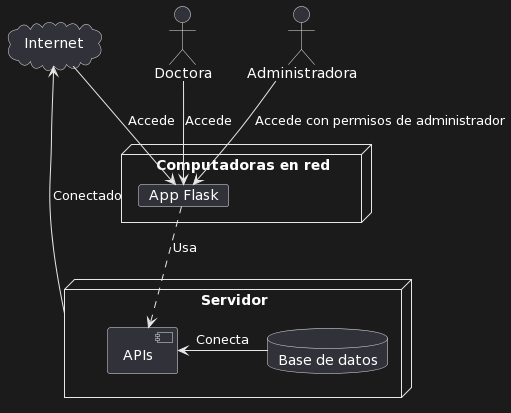 Internet
Doctora
Administradora
Accede
Accede
Accede con permisos de administrador
Computadoras en red
App Flask
Conectado
Usa
Servidor
Conecta
APIs
Base de datos